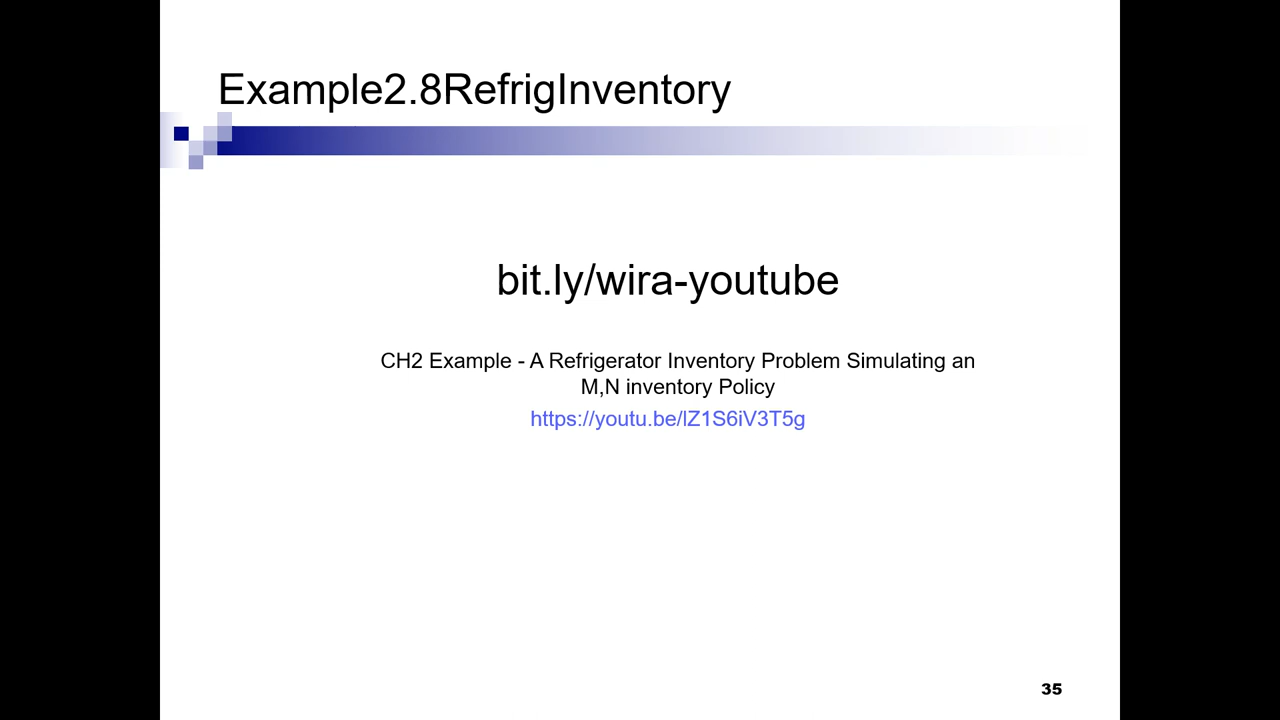 Example2.8RefrigInventory
bit.ly/wira-youtube
CH2 Example - A Refrigerator Inventory Problem Simulating an
M,N inventory Policy
https://youtu.be/lZ1S6iV3T5g
35